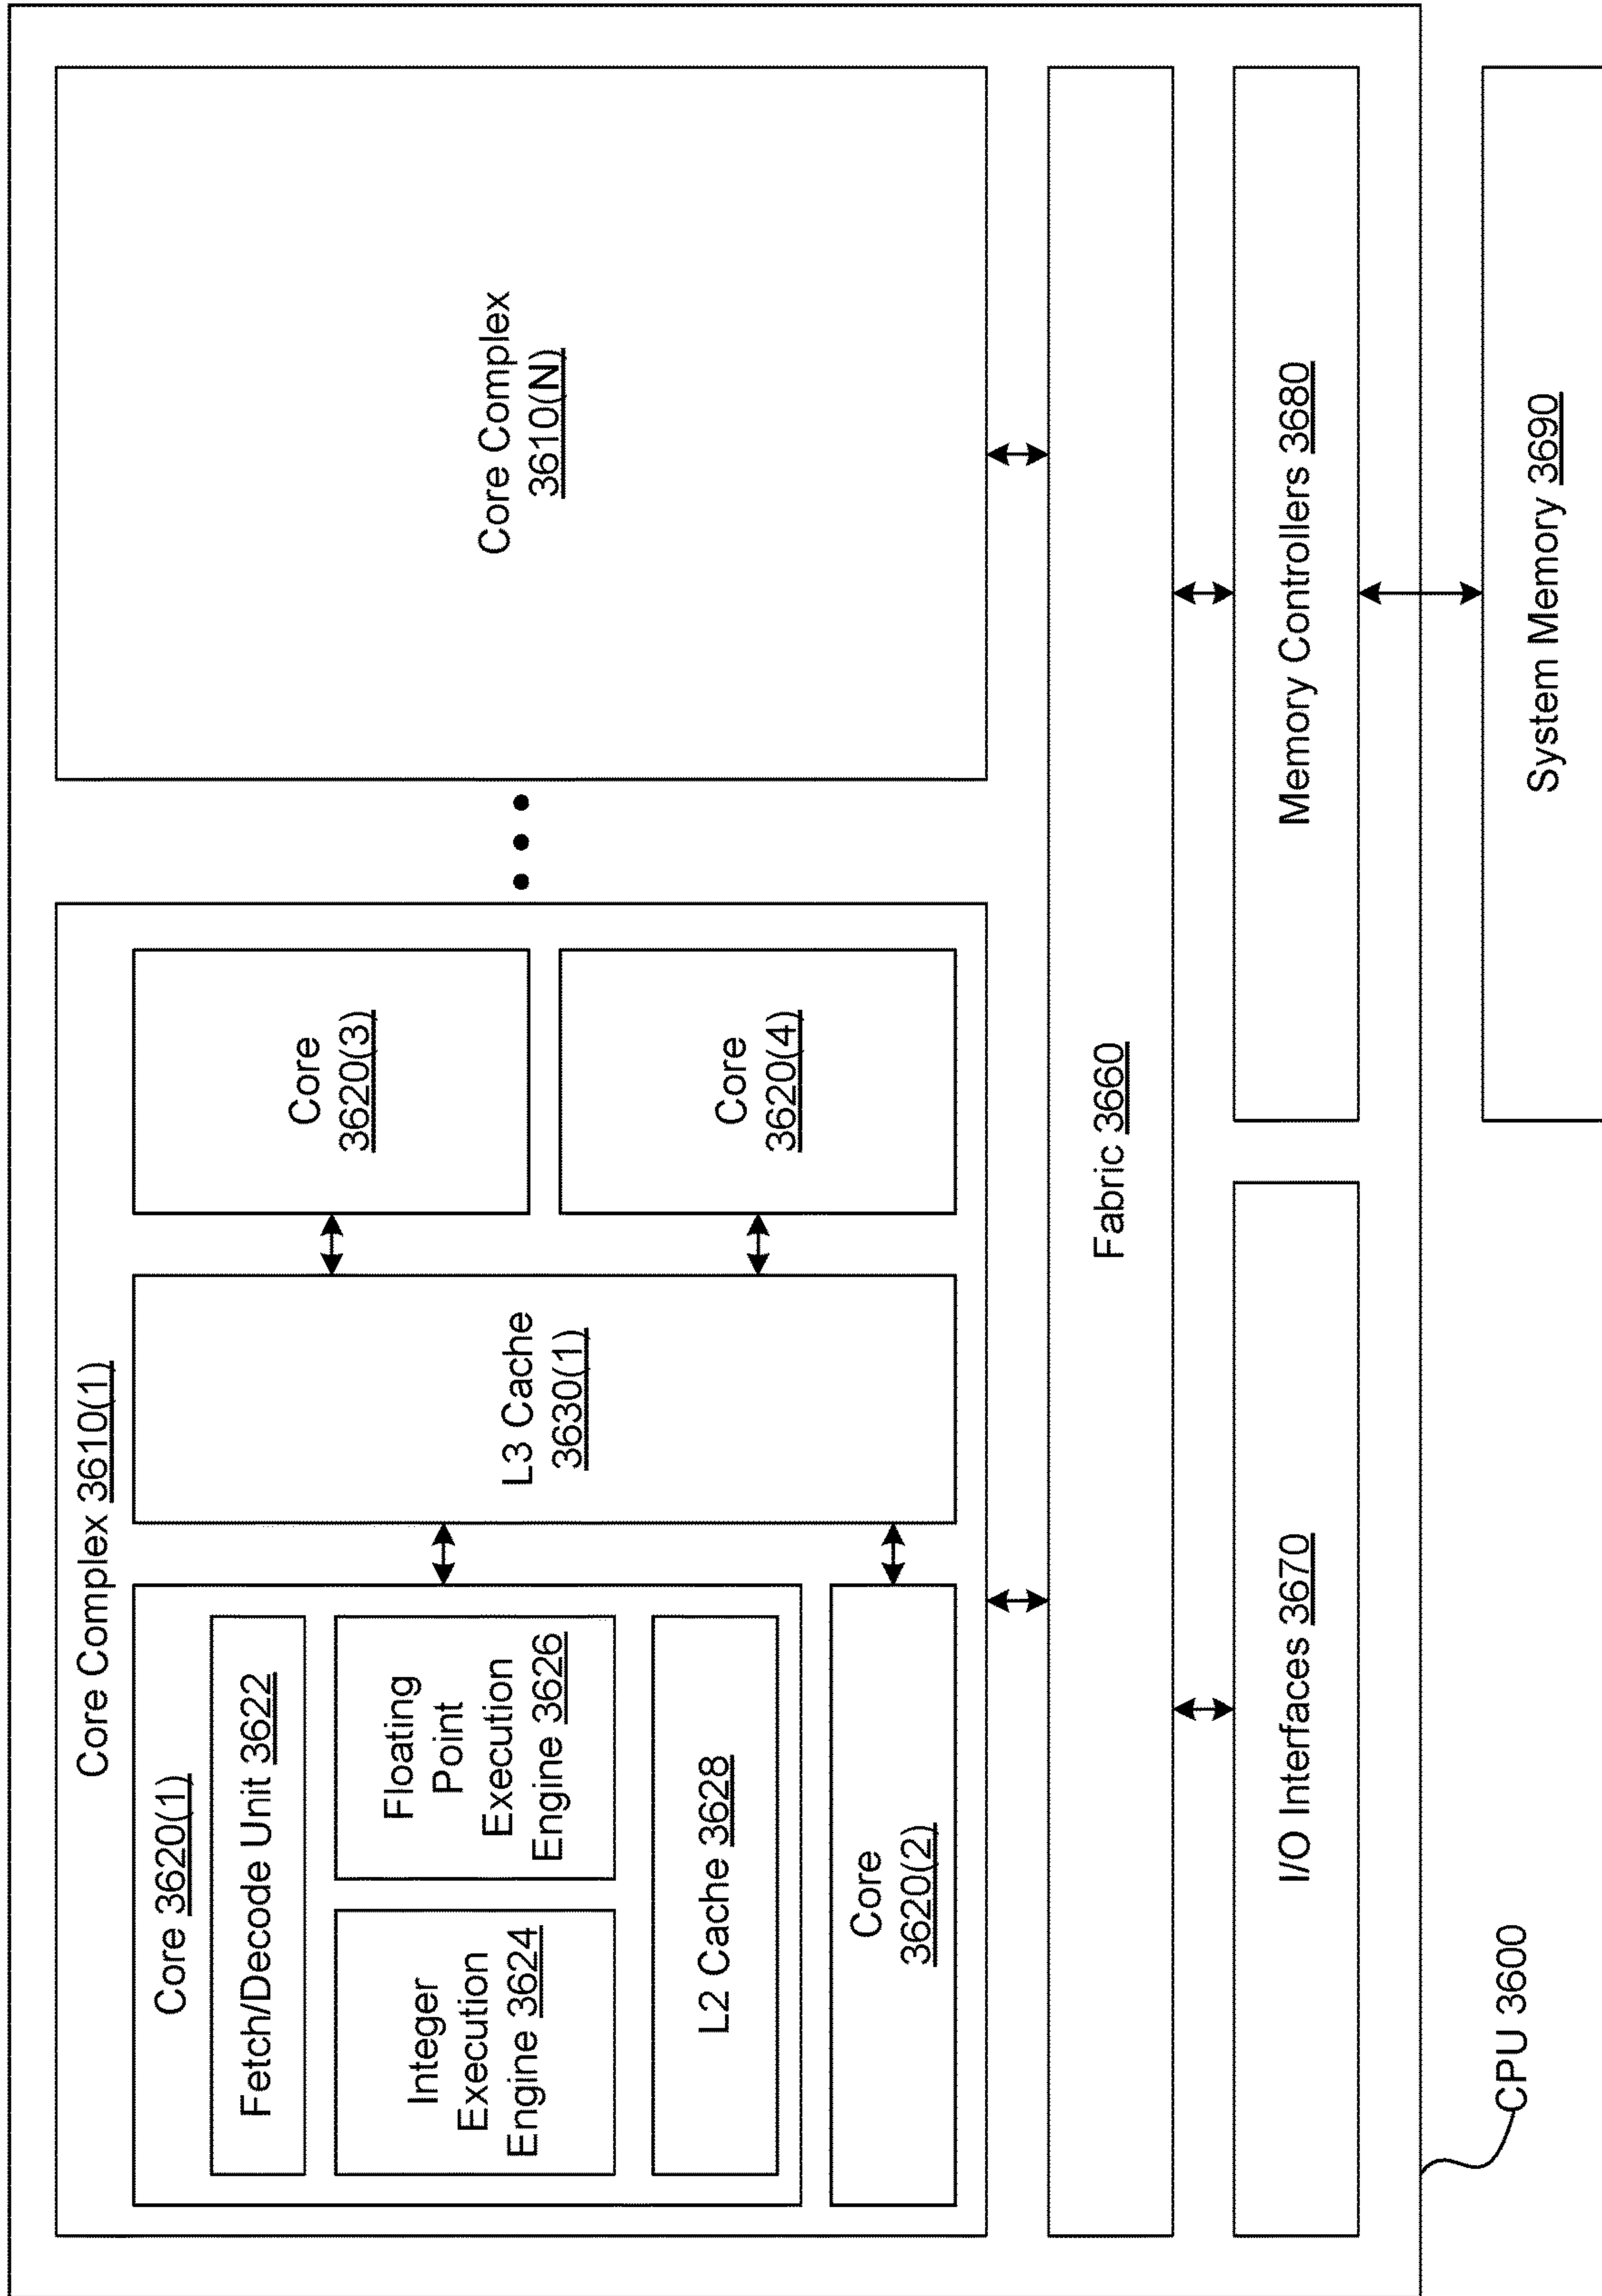 Core Complex 3610(1)
Core 3620(1)
Fetch/Decode Unit 3622
Integer
Execution
Engine 3624
Floating
Point
Execution
Engine 3626
L2 Cache 3628
Core
3620(2)
L3 Cache
3630(1)
Core
3620(3)
Core
3620(4)
Core Complex
3610(N)
Fabric 3660
I/O Interfaces 3670
Memory Controllers 3680
CPU 3600
System Memory 3690